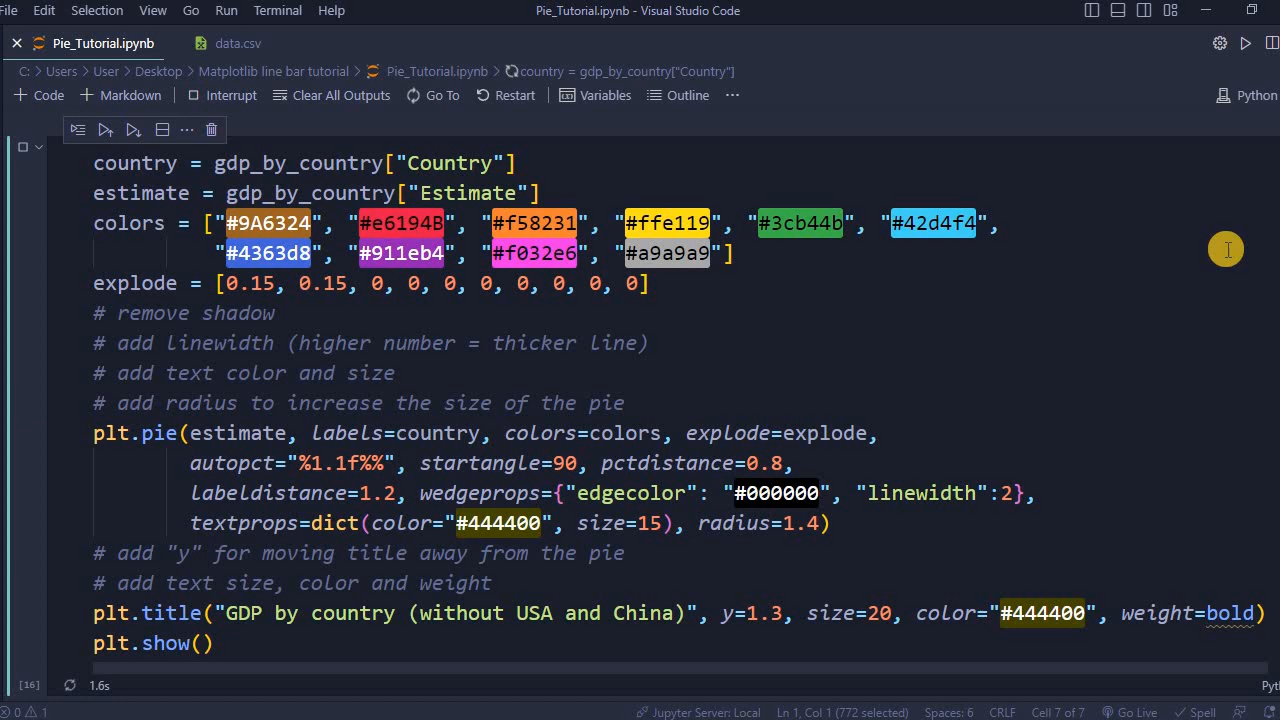 File Edit Selection View Go Run Terminal Help Pie_Tutorial.ipynb - Visual Studio Code
Pie_Tutorial.ipynb data.csv
C: > Users > User > Desktop > Matplotlib line bar tutorial > Pie_Tutorial.ipynb > country = gdp_by_country["Country"]
+ Code + Markdown Interrupt Clear All Outputs Go To Restart Variables Outline ... Python
country = gdp_by_country["Country"]
estimate = gdp_by_country["Estimate"]
colors = ["#9A6324", "#e6194B", "#f58231", "#ffe119", "#3cb44b", "#42d4f4",
"#4363d8", "#911eb4", "#f032e6", "#a9a9a9"]
explode = [0.15, 0.15, 0, 0, 0, 0, 0, 0, 0, 0]
# remove shadow
# add linewidth (higher number = thicker line)
# add text color and size
# add radius to increase the size of the pie
plt.pie(estimate, labels=country, colors=colors, explode=explode,
autopct="%1.1f%%", startangle=90, pctdistance=0.8,
labeldistance=1.2, wedgeprops={"edgecolor": "#000000", "linewidth":2},
textprops=dict(color="#444400", size=15), radius=1.4)
# add "y" for moving title away from the pie
# add text size, color and weight
plt.title("GDP by country (without USA and China)", y=1.3, size=20, color="#444400", weight=bold)
plt.show()
[16] 1.6s Pyth
0 1 Jupyter Server: Local Ln 1, Col 1 (772 selected) Spaces: 6 CRLF Cell 7 of 7 Go Live Spell